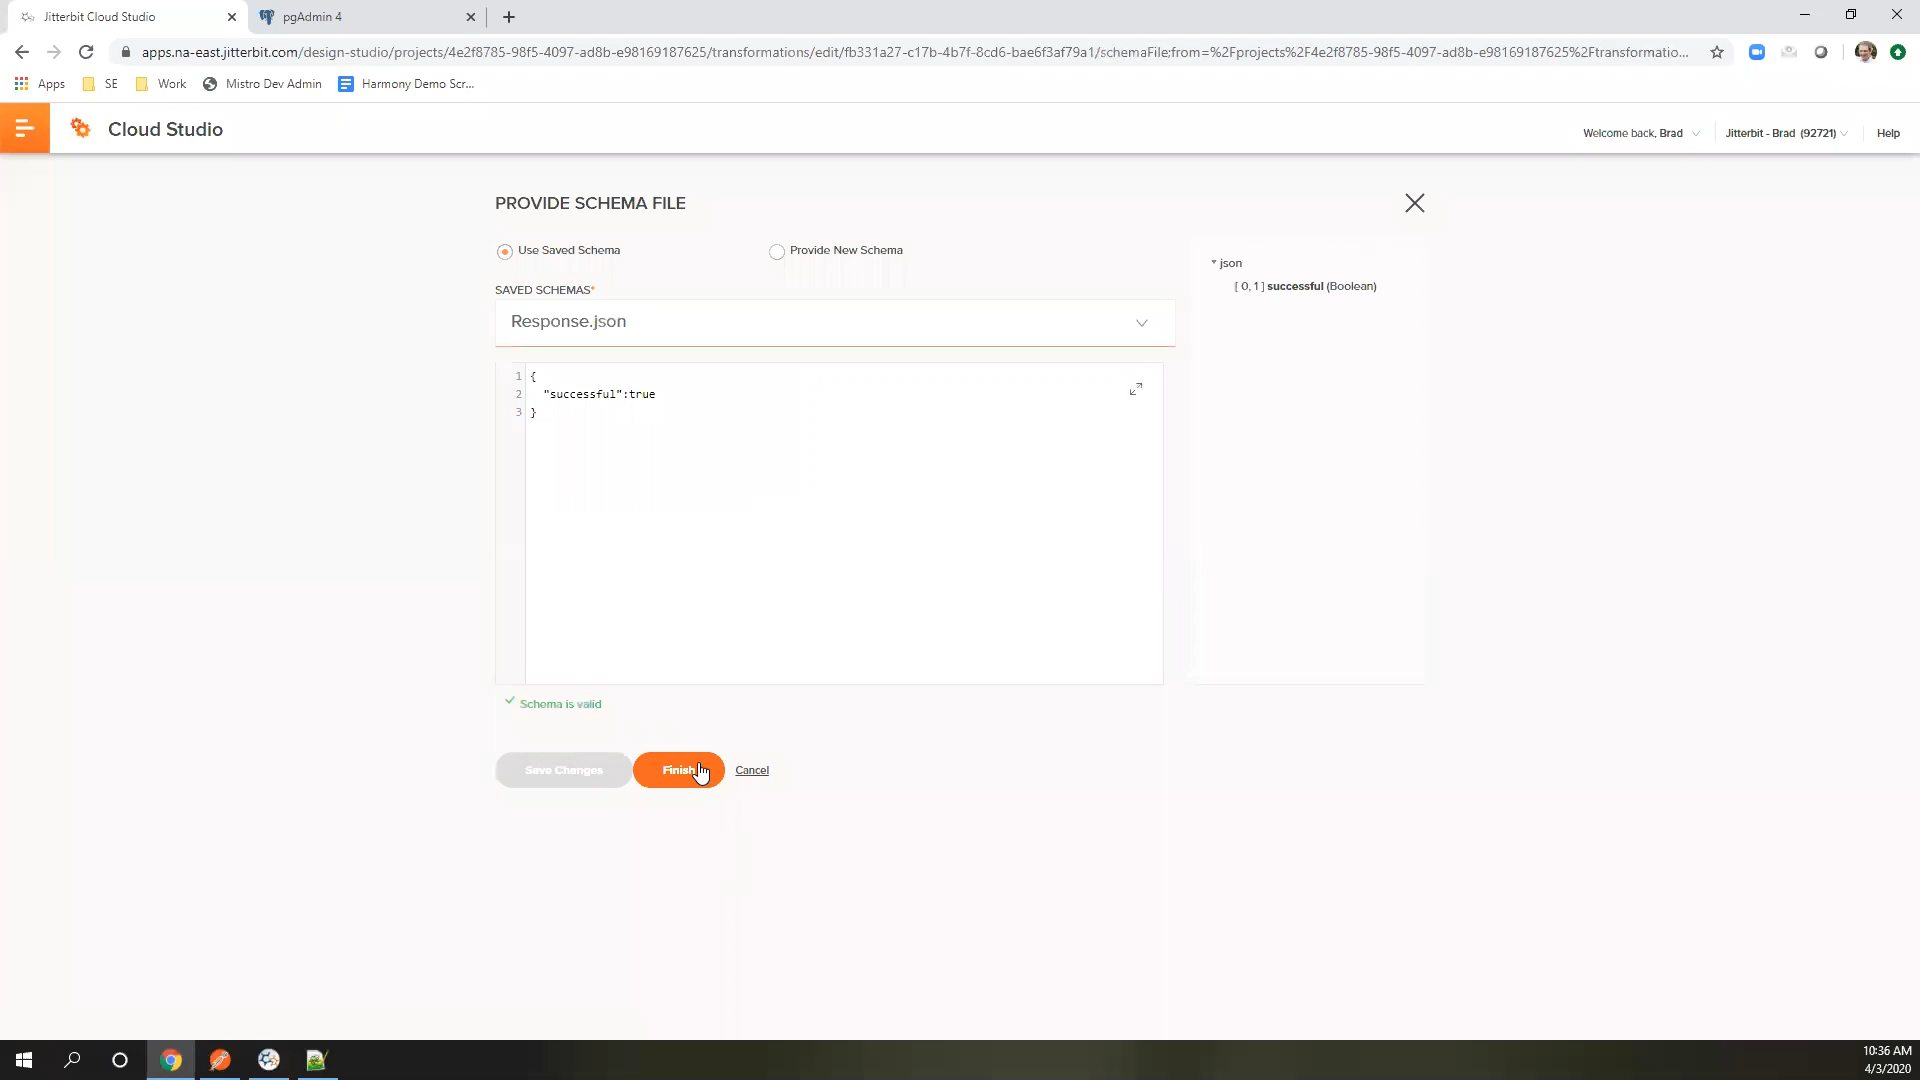 Jitterbit Cloud Studio
pgAdmin 4
apps.na-east.jitterbit.com/design-studio/projects/4e2f8785-98f5-4097-ad8b-e98169187625/transformations/edit/fb331a27-c17b-4b7f-8cd6-bae6f3af79a1/schemaFile;from=%2Fprojects%2F4e2f8785-98f5-4097-ad8b-e98169187625%2Ftransformatio...
Apps SE Work Mistro Dev Admin Harmony Demo Scr...
Cloud Studio
Welcome back, Brad Jitterbit - Brad (92721) Help
PROVIDE SCHEMA FILE
Use Saved Schema Provide New Schema
json
[ 0, 1 ] successful (Boolean)
SAVED SCHEMAS*
Response.json
1 {
2 "successful":true
3 }
Schema is valid
Save Changes Finish Cancel
10:36 AM
4/3/2020